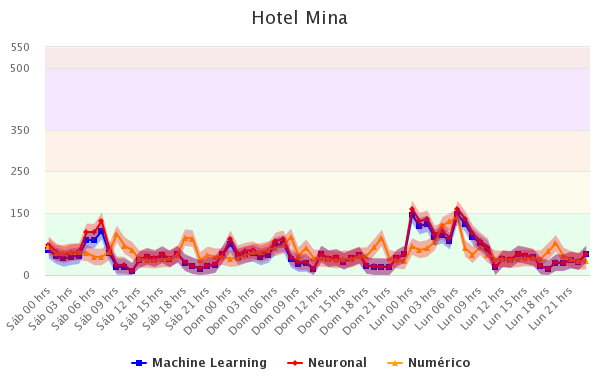 Hotel Mina
550
500
350
250
150
0
Sáb 00 hrs
Sáb 03 hrs
Sáb 06 hrs
Sáb 09 hrs
Sáb 12 hrs
Sáb 15 hrs
Sáb 18 hrs
Sáb 21 hrs
Dom 00 hrs
Dom 03 hrs
Dom 06 hrs
Dom 09 hrs
Dom 12 hrs
Dom 15 hrs
Dom 18 hrs
Dom 21 hrs
Lun 00 hrs
Lun 03 hrs
Lun 06 hrs
Lun 09 hrs
Lun 12 hrs
Lun 15 hrs
Lun 18 hrs
Lun 21 hrs
Machine Learning Neuronal Numérico